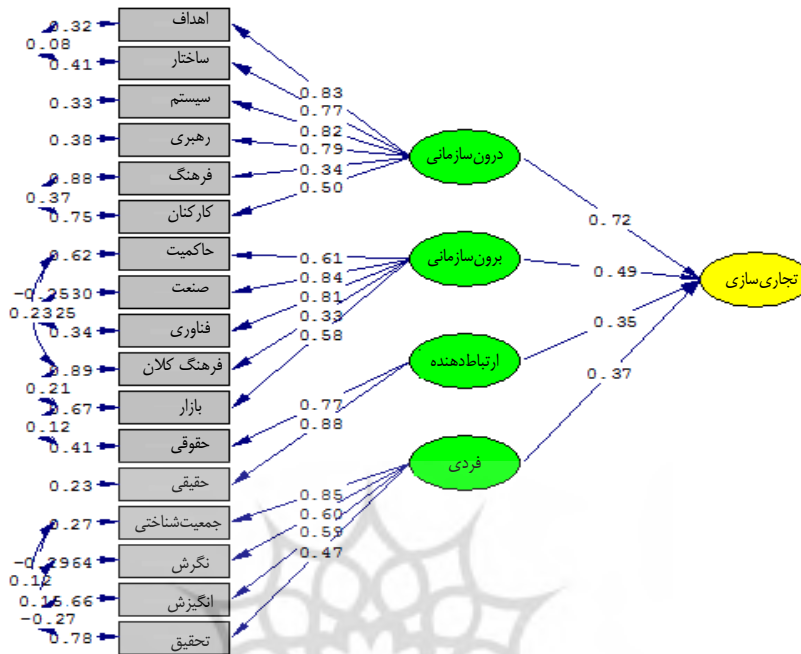 0.32 اهداف
0.08
0.41 ساختار
0.33 سیستم
0.38 رهبری
0.88 فرهنگ
0.37
0.75 کارکنان
0.62 حاکمیت
صنعت
0.34 فناوری
0.89 فرهنگ کلان
0.21
0.67 بازار
0.12
0.41 حقوقی
0.23 حقیقی
0.27 جمعیت‌شناختی
نگرش
0.12
انگیزش
-0.27
0.78 تحقیق
0.83
0.77
0.82
0.79
0.34
0.50
0.61
0.84
0.81
0.33
0.58
0.77
0.88
0.85
0.60
0.59
0.47
درون‌سازمانی
برون‌سازمانی
ارتباط‌دهنده
فردی
0.72
0.49
0.35
0.37
تجاری‌سازی